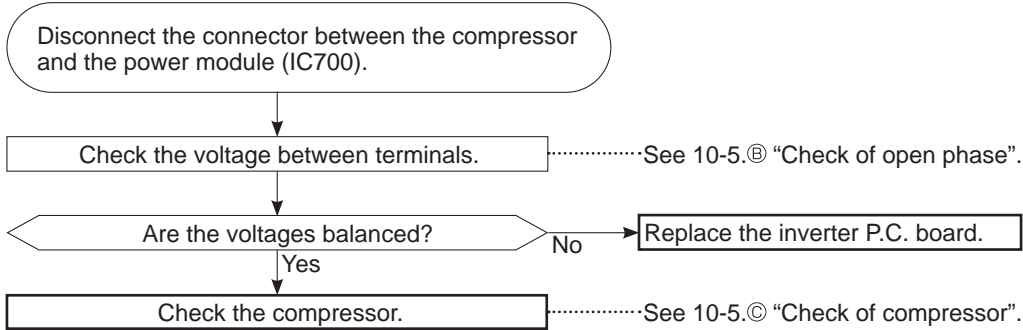 Disconnect the connector between the compressor
and the power module (IC700).
Check the voltage between terminals.
See 10-5.Ⓑ “Check of open phase”.
Are the voltages balanced?
No
Replace the inverter P.C. board.
Yes
Check the compressor.
See 10-5.Ⓒ “Check of compressor”.